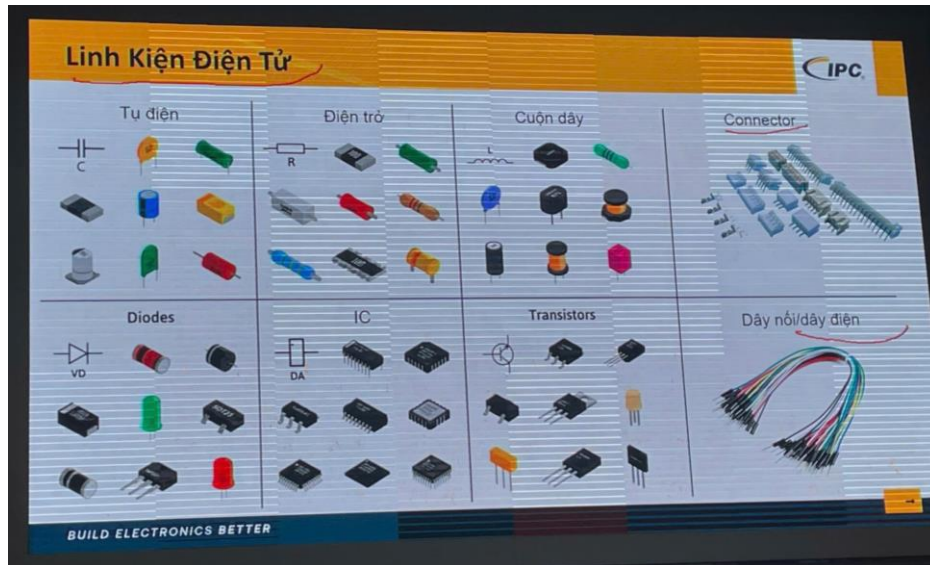 Linh Kiện Điện Tử
IPC
Tụ điện
Điện trở
Cuộn dây
Connector
C
R
L
Diodes
IC
Transistors
Dây nối/dây điện
VD
DA
BUILD ELECTRONICS BETTER
1